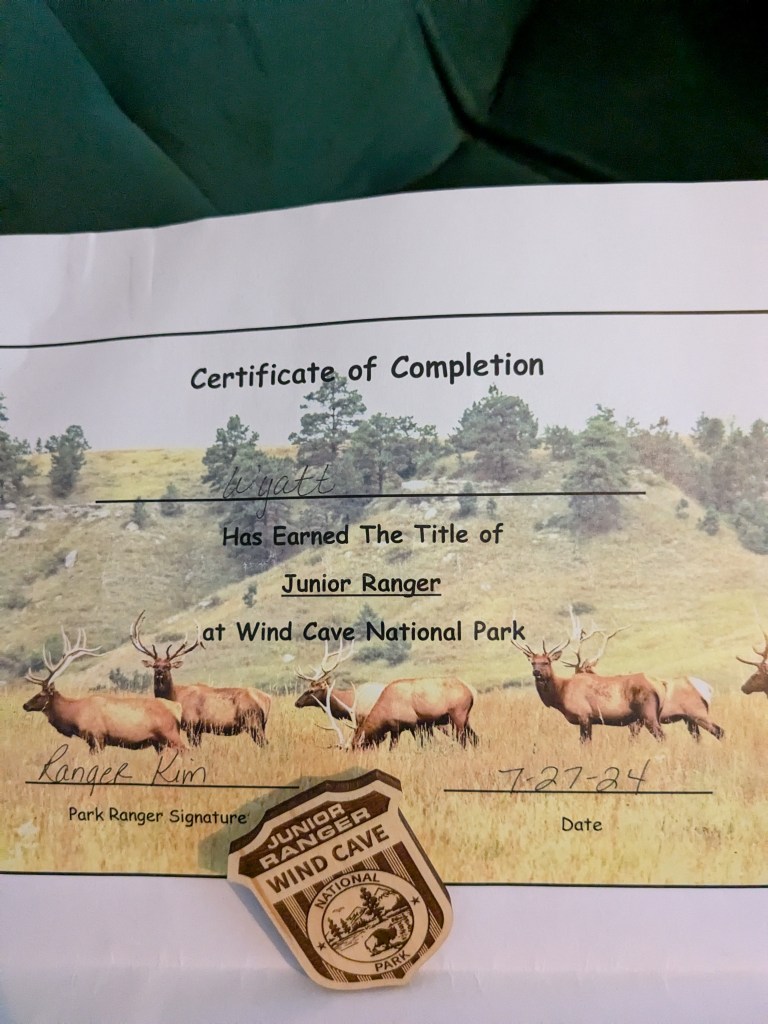 Certificate of Completion
Wyatt
Has Earned The Title of
Junior Ranger
at Wind Cave National Park
Ranger Kim
7-27-24
Park Ranger Signature
Date
JUNIOR
RANGER
WIND CAVE
NATIONAL
PARK